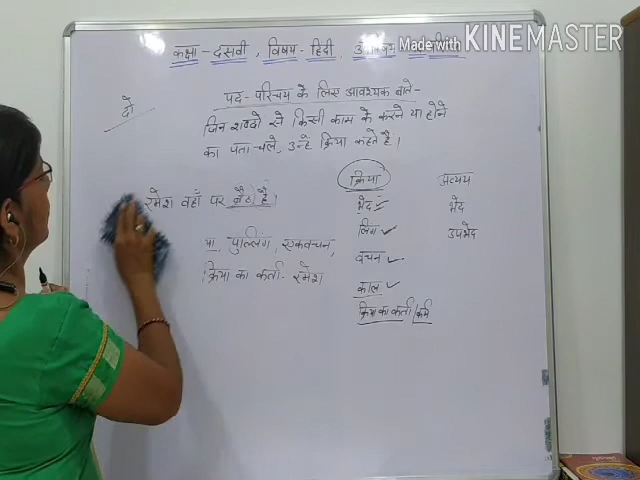 Made with KINEMASTER
कक्षा - दसवी, विषय - हिंदी,
दो
पद - परिचय के लिए आवश्यक बाते -
जिन शब्दो से किसी काम के करने या होने
का पता चले, उन्हे क्रिया कहते है।
क्रिया अव्यय
रमेश वहाँ पर बैठा है।
भेद भेद
लिंग उपभेद
पुल्लिंग, एकवचन,
वचन
क्रिया का कर्ता - रमेश
काल
क्रिया का कर्ता / कर्म